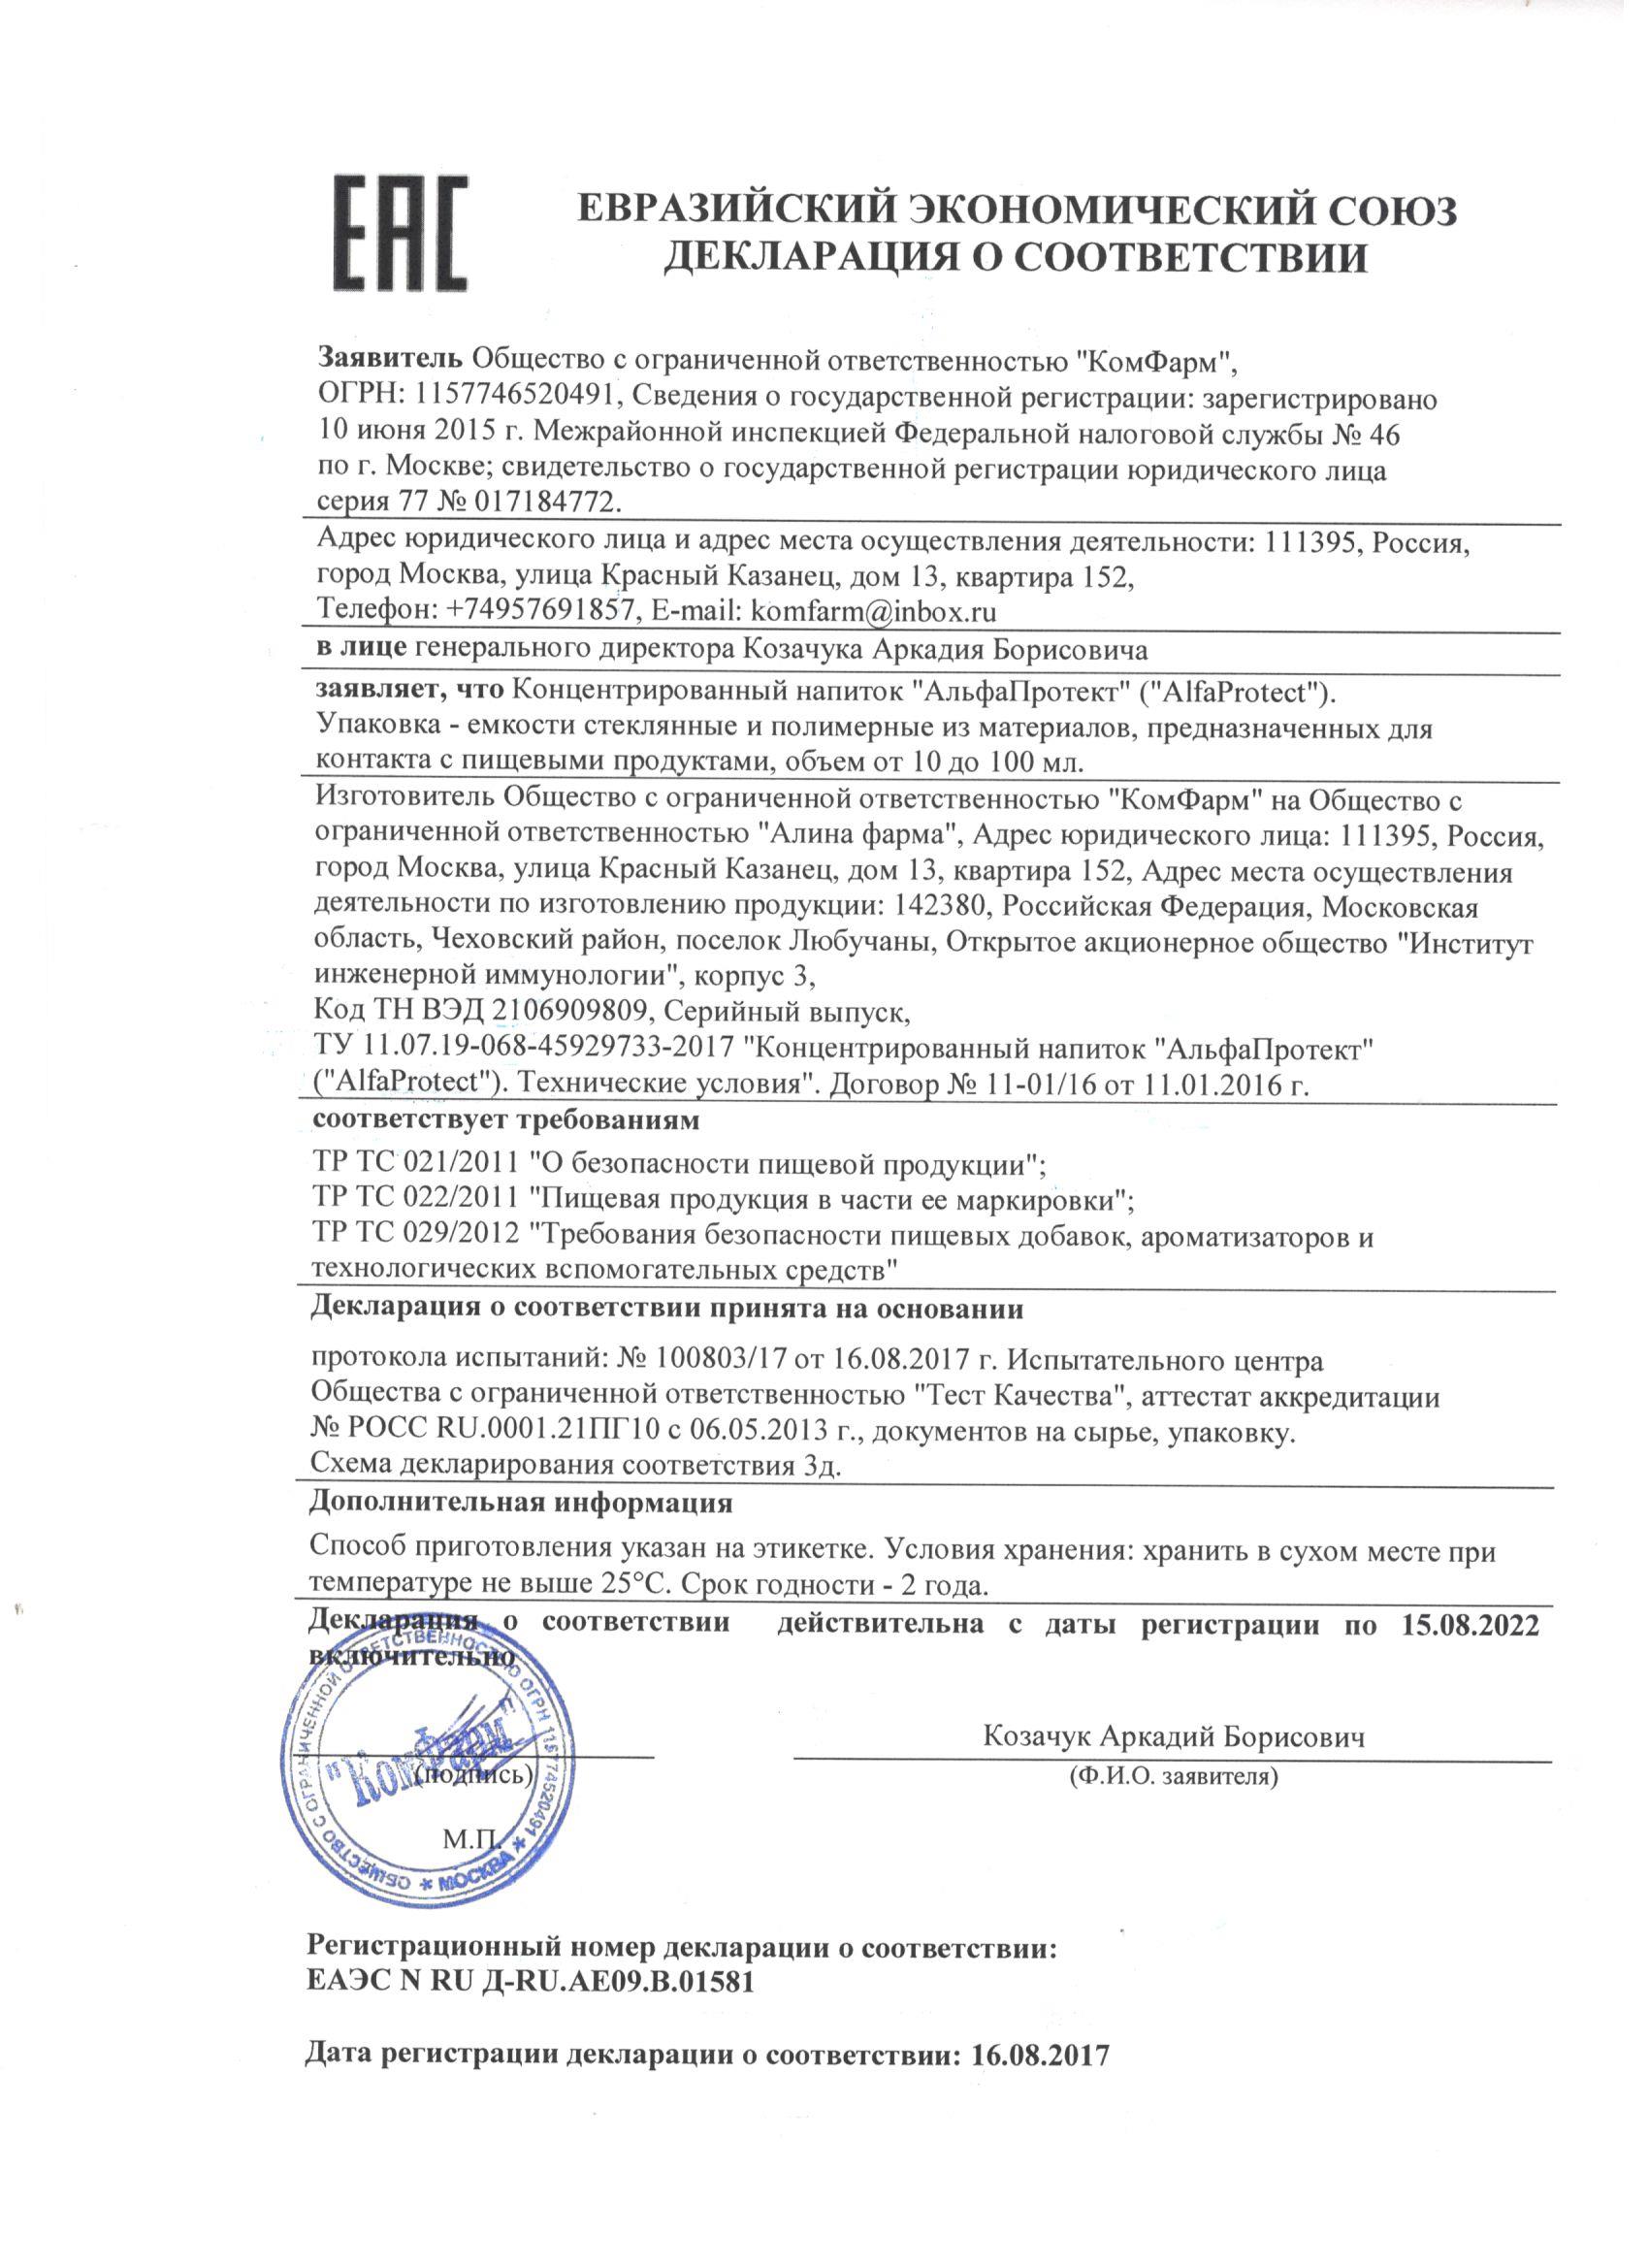 ЕАС
ЕВРАЗИЙСКИЙ ЭКОНОМИЧЕСКИЙ СОЮЗ
ДЕКЛАРАЦИЯ О СООТВЕТСТВИИ
Заявитель Общество с ограниченной ответственностью "КомФарм",
ОГРН: 1157746520491, Сведения о государственной регистрации: зарегистрировано
10 июня 2015 г. Межрайонной инспекцией Федеральной налоговой службы № 46
по г. Москве; свидетельство о государственной регистрации юридического лица
серия 77 № 017184772.
Адрес юридического лица и адрес места осуществления деятельности: 111395, Россия,
город Москва, улица Красный Казанец, дом 13, квартира 152,
Телефон: +74957691857, E-mail: komfarm@inbox.ru
в лице генерального директора Козачука Аркадия Борисовича
заявляет, что Концентрированный напиток "АльфаПротект" ("AlfaProtect").
Упаковка - емкости стеклянные и полимерные из материалов, предназначенных для
контакта с пищевыми продуктами, объем от 10 до 100 мл.
Изготовитель Общество с ограниченной ответственностью "КомФарм" на Общество с
ограниченной ответственностью "Алина фарма", Адрес юридического лица: 111395, Россия,
город Москва, улица Красный Казанец, дом 13, квартира 152, Адрес места осуществления
деятельности по изготовлению продукции: 142380, Российская Федерация, Московская
область, Чеховский район, поселок Любучаны, Открытое акционерное общество "Институт
инженерной иммунологии", корпус 3,
Код ТН ВЭД 2106909809, Серийный выпуск,
ТУ 11.07.19-068-45929733-2017 "Концентрированный напиток "АльфаПротект"
("AlfaProtect"). Технические условия". Договор № 11-01/16 от 11.01.2016 г.
соответствует требованиям
ТР ТС 021/2011 "О безопасности пищевой продукции";
ТР ТС 022/2011 "Пищевая продукция в части ее маркировки";
ТР ТС 029/2012 "Требования безопасности пищевых добавок, ароматизаторов и
технологических вспомогательных средств"
Декларация о соответствии принята на основании
протокола испытаний: № 100803/17 от 16.08.2017 г. Испытательного центра
Общества с ограниченной ответственностью "Тест Качества", аттестат аккредитации
№ РОСС RU.0001.21ПГ10 с 06.05.2013 г., документов на сырье, упаковку.
Схема декларирования соответствия 3д.
Дополнительная информация
Способ приготовления указан на этикетке. Условия хранения: хранить в сухом месте при
температуре не выше 25°С. Срок годности - 2 года.
Декларация о соответствии действительна с даты регистрации по 15.08.2022
включительно
ОБЩЕСТВО С ОГРАНИЧЕННОЙ ОТВЕТСТВЕННОСТЬЮ ОГРН 1157746520491 * МОСКВА *
"КомФарм"
Козачук Аркадий Борисович
(подпись)
(Ф.И.О. заявителя)
М.П.
Регистрационный номер декларации о соответствии:
ЕАЭС N RU Д-RU.АЕ09.В.01581
Дата регистрации декларации о соответствии: 16.08.2017